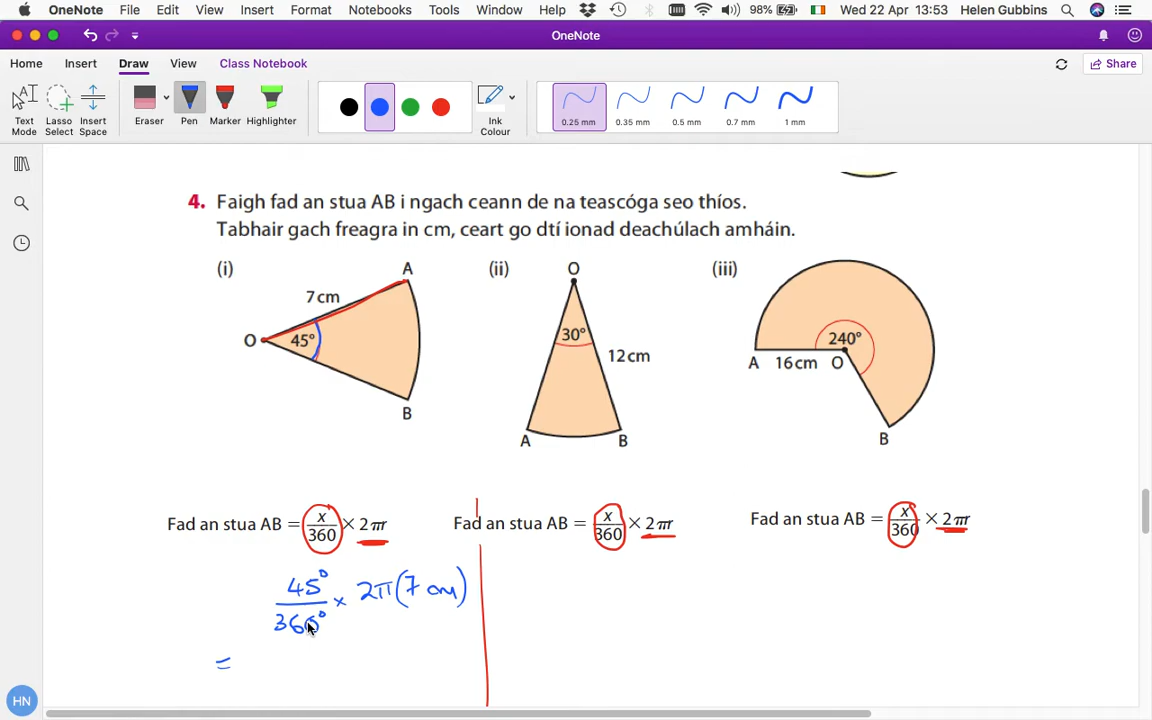 OneNote File Edit View Insert Format Notebooks Tools Window Help 98% Wed 22 Apr 13:53 Helen Gubbins
OneNote
Home Insert Draw View Class Notebook Share
Text Mode
Lasso Select
Insert Space
Eraser
Pen
Marker
Highlighter
Ink Colour
0.25 mm
0.35 mm
0.5 mm
0.7 mm
1 mm
4. Faigh fad an stua AB i ngach ceann de na teascóga seo thíos.
Tabhair gach freagra in cm, ceart go dtí ionad deachúlach amháin.
(i)
A
7 cm
O
45°
B
(ii)
O
30°
12 cm
A
B
(iii)
240°
A
16 cm
O
B
Fad an stua AB = x/360 × 2πr
Fad an stua AB = x/360 × 2πr
Fad an stua AB = x/360 × 2πr
45°/360° × 2π(7 cm)
=
HN